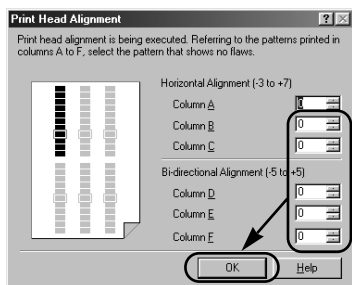 Print Head Alignment
Print head alignment is being executed. Referring to the patterns printed in
columns A to F, select the pattern that shows no flaws.
Horizontal Alignment (-3 to +7)
Column A 0
Column B 0
Column C 0
Bi-directional Alignment (-5 to +5)
Column D 0
Column E 0
Column F 0
OK Help